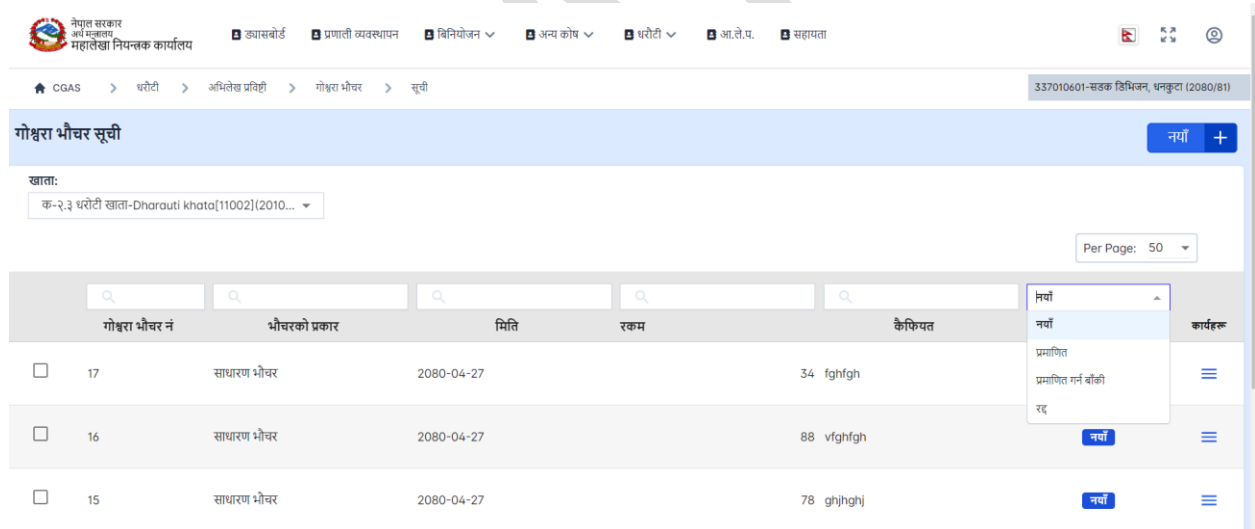 नेपाल सरकार
अर्थ मन्त्रालय
महालेखा नियन्त्रक कार्यालय
ड्यासबोर्ड प्रणाली व्यवस्थापन बिनियोजन अन्य कोष धरौटी आ.ले.प. सहायता
CGAS > धरौटी > अभिलेख प्रविष्टी > गोश्वरा भौचर > सूची
337010601-सडक डिभिजन, धनकुटा (2080/81)
गोश्वरा भौचर सूची
नयाँ +
खाता:
क-२.३ धरोटी खाता-Dharauti khata[11002](2010...
Per Page: 50
नयाँ
गोश्वरा भौचर नं भौचरको प्रकार मिति रकम कैफियत नयाँ कार्यहरू
प्रमाणित
17 साधारण भौचर 2080-04-27 34 fghfgh
प्रमाणित गर्न बाँकी
रद्द
16 साधारण भौचर 2080-04-27 88 vfghfgh नयाँ
15 साधारण भौचर 2080-04-27 78 ghjhghj नयाँ